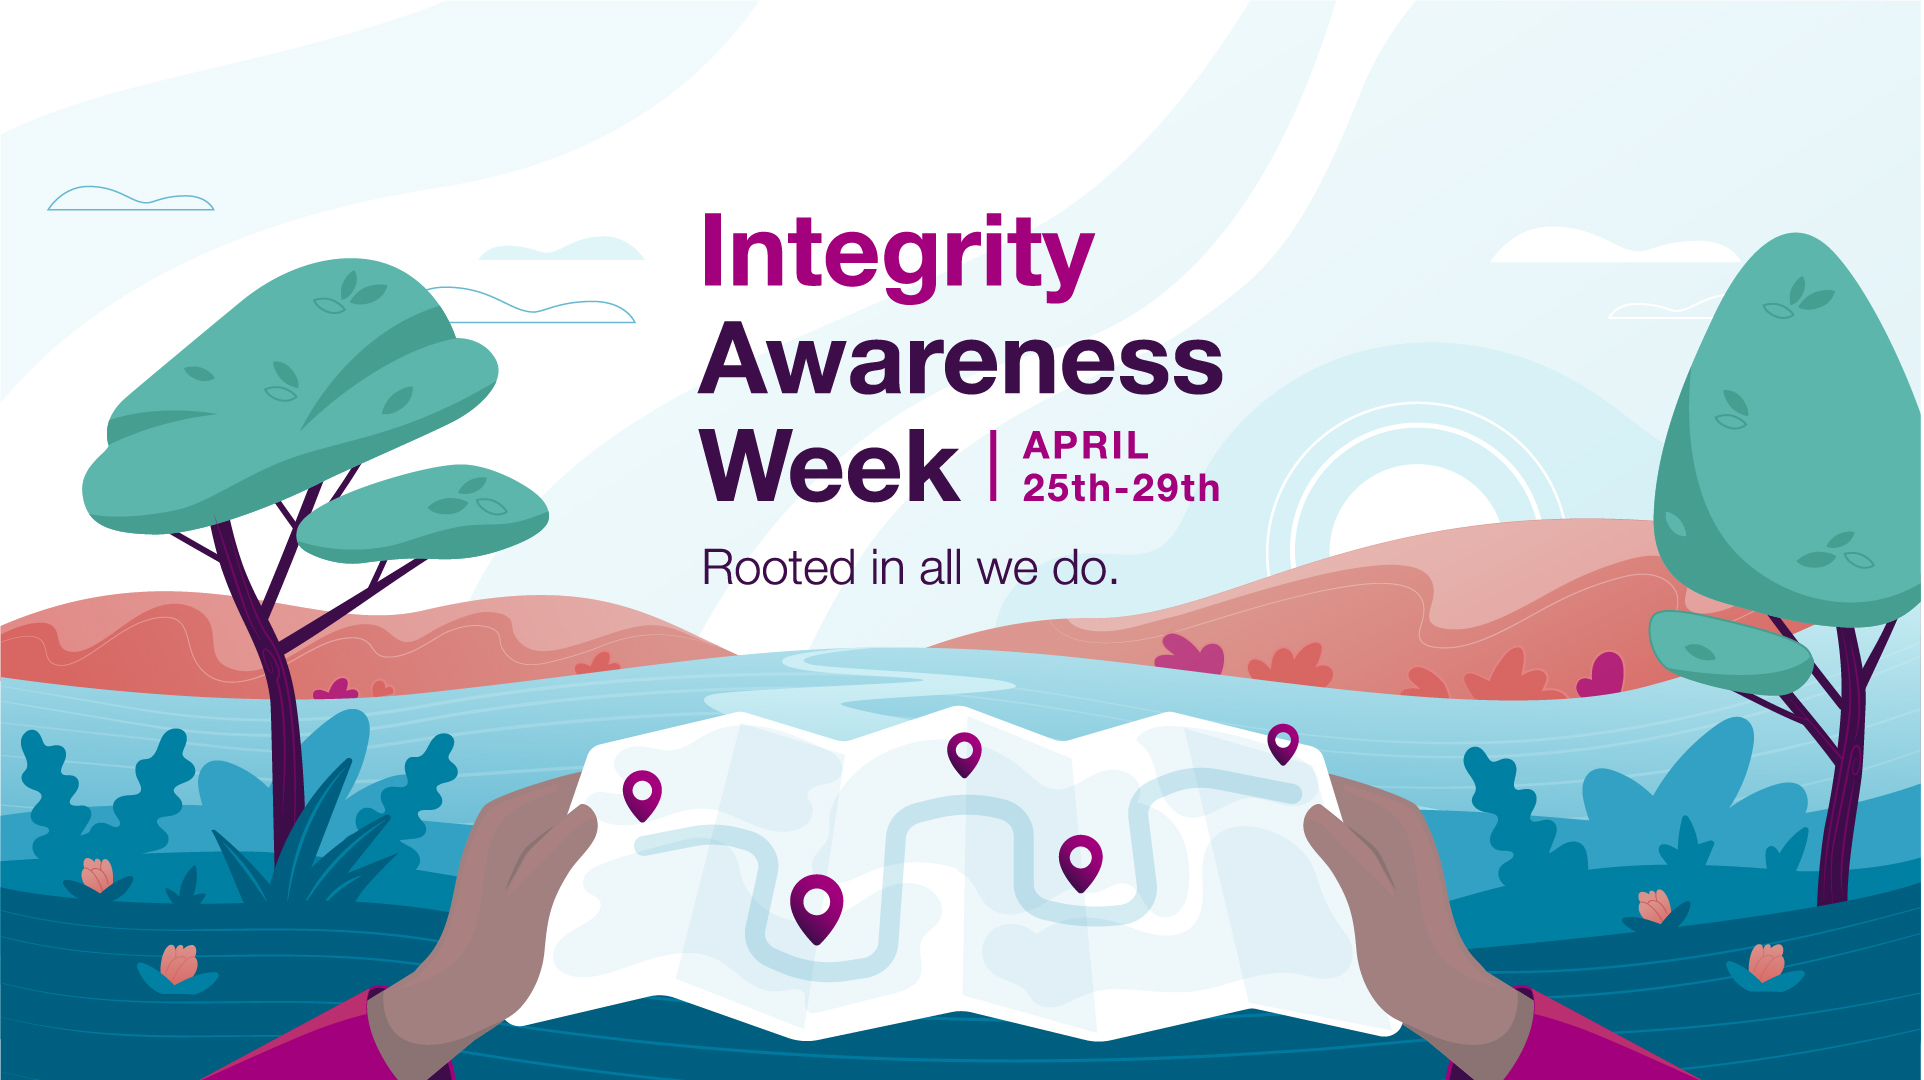 Integrity
Awareness
Week | APRIL
25th-29th
Rooted in all we do.